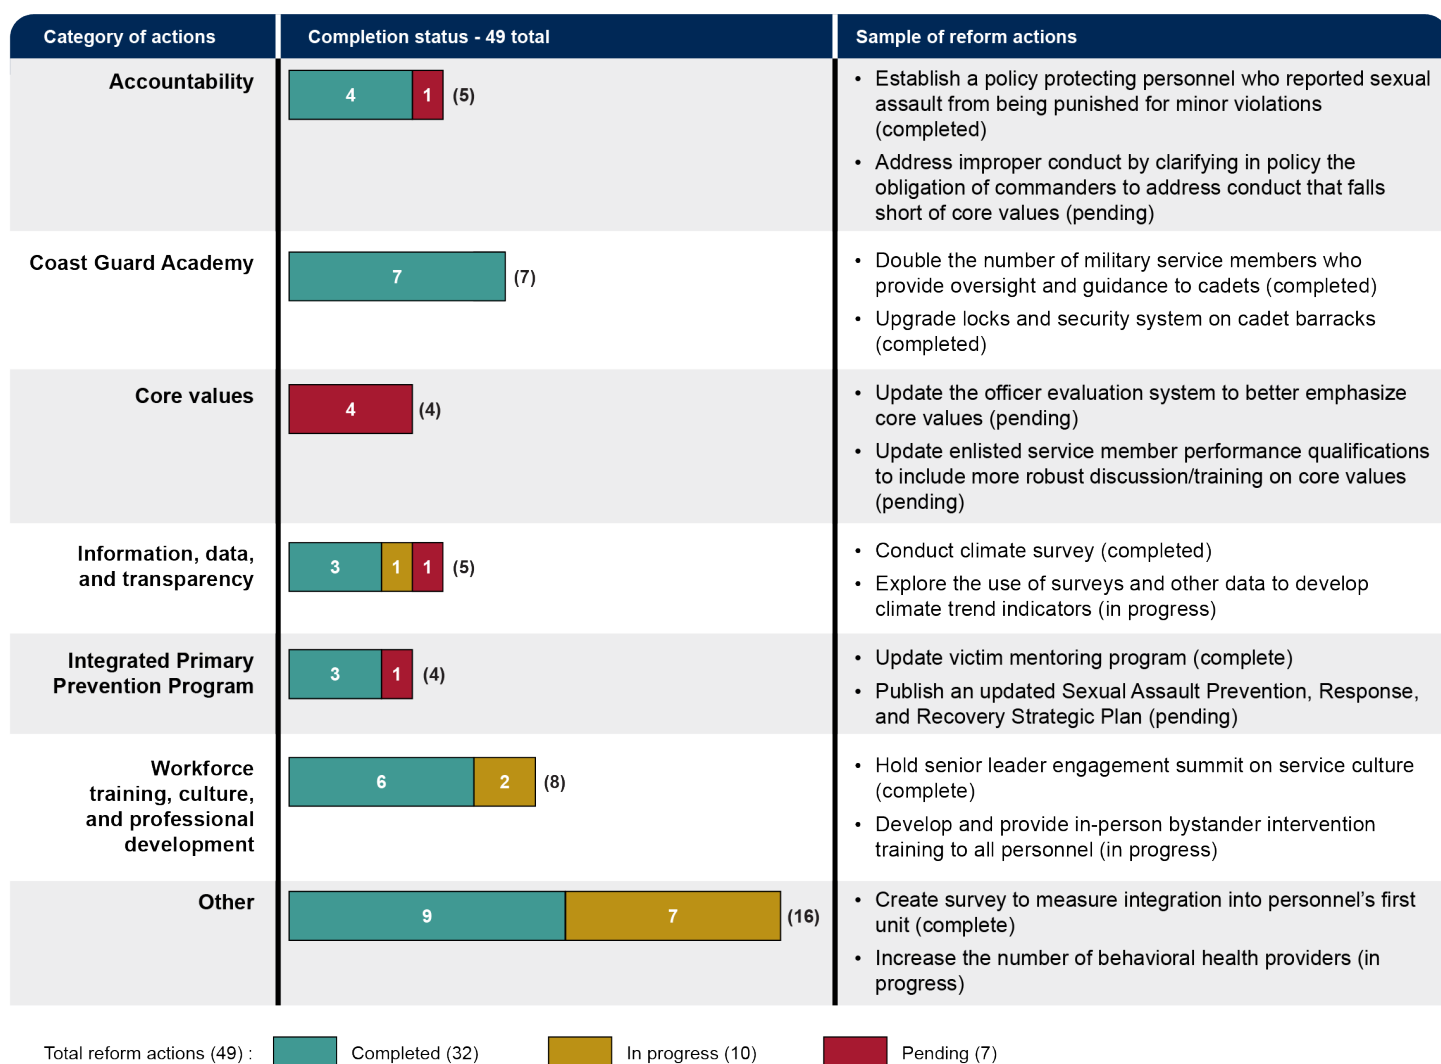 Category of actions
Completion status - 49 total
Sample of reform actions
Accountability
4
1
(5)
• Establish a policy protecting personnel who reported sexual
assault from being punished for minor violations
(completed)
• Address improper conduct by clarifying in policy the
obligation of commanders to address conduct that falls
short of core values (pending)
Coast Guard Academy
7
(7)
• Double the number of military service members who
provide oversight and guidance to cadets (completed)
• Upgrade locks and security system on cadet barracks
(completed)
Core values
4
(4)
• Update the officer evaluation system to better emphasize
core values (pending)
• Update enlisted service member performance qualifications
to include more robust discussion/training on core values
(pending)
Information, data,
and transparency
3
1
1
(5)
• Conduct climate survey (completed)
• Explore the use of surveys and other data to develop
climate trend indicators (in progress)
Integrated Primary
Prevention Program
3
1
(4)
• Update victim mentoring program (complete)
• Publish an updated Sexual Assault Prevention, Response,
and Recovery Strategic Plan (pending)
Workforce
training, culture,
and professional
development
6
2
(8)
• Hold senior leader engagement summit on service culture
(complete)
• Develop and provide in-person bystander intervention
training to all personnel (in progress)
Other
9
7
(16)
• Create survey to measure integration into personnel's first
unit (complete)
• Increase the number of behavioral health providers (in
progress)
Total reform actions (49) :
Completed (32)
In progress (10)
Pending (7)